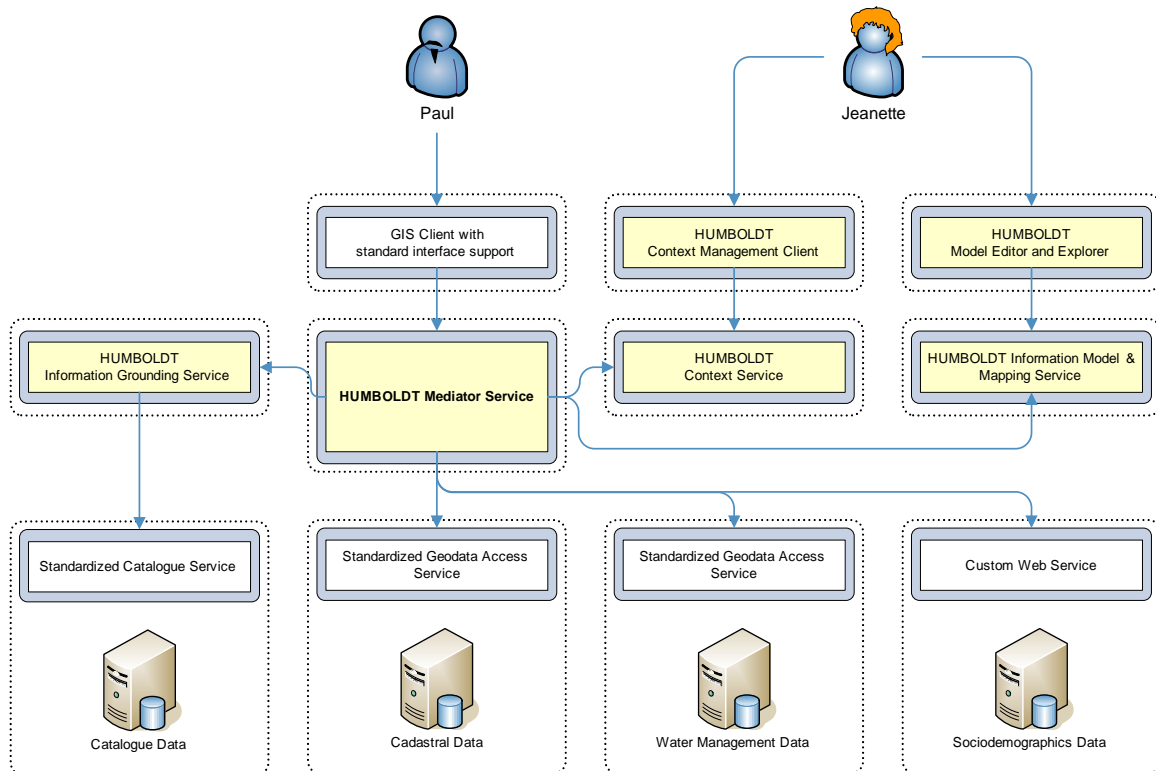 Paul
Jeanette
GIS Client with
standard interface support
HUMBOLDT
Context Management Client
HUMBOLDT
Model Editor and Explorer
HUMBOLDT
Information Grounding Service
HUMBOLDT Mediator Service
HUMBOLDT
Context Service
HUMBOLDT Information Model &
Mapping Service
Standardized Catalogue Service
Standardized Geodata Access
Service
Standardized Geodata Access
Service
Custom Web Service
Catalogue Data
Cadastral Data
Water Management Data
Sociodemographics Data